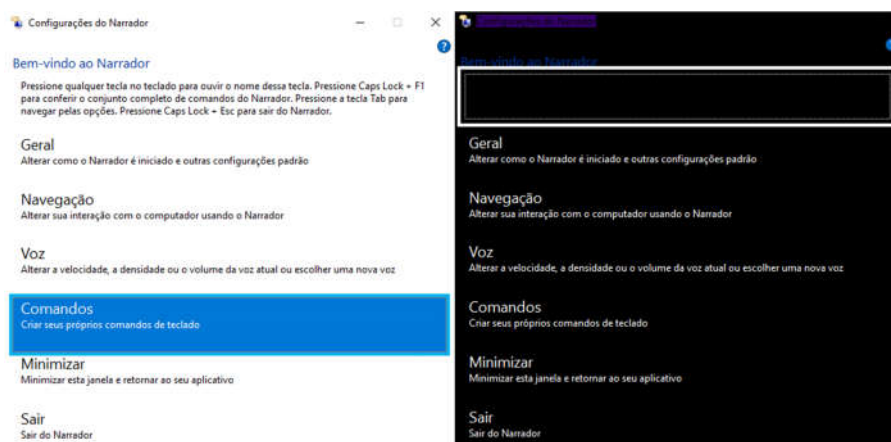 Configurações do Narrador
?
Bem-vindo ao Narrador
Pressione qualquer tecla no teclado para ouvir o nome dessa tecla. Pressione Caps Lock + F1
para conferir o conjunto completo de comandos do Narrador. Pressione a tecla Tab para
navegar pelas opções. Pressione Caps Lock + Esc para sair do Narrador.
Geral
Alterar como o Narrador é iniciado e outras configurações padrão
Navegação
Alterar sua interação com o computador usando o Narrador
Voz
Alterar a velocidade, a densidade ou o volume da voz atual ou escolher uma nova voz
Comandos
Criar seus próprios comandos de teclado
Minimizar
Minimizar esta janela e retornar ao seu aplicativo
Sair
Sair do Narrador
Configurações do Narrador
Bem-vindo ao Narrador
Geral
Alterar como o Narrador é iniciado e outras configurações padrão
Navegação
Alterar sua interação com o computador usando o Narrador
Voz
Alterar a velocidade, a densidade ou o volume da voz atual ou escolher uma nova voz
Comandos
Criar seus próprios comandos de teclado
Minimizar
Minimizar esta janela e retornar ao seu aplicativo
Sair
Sair do Narrador